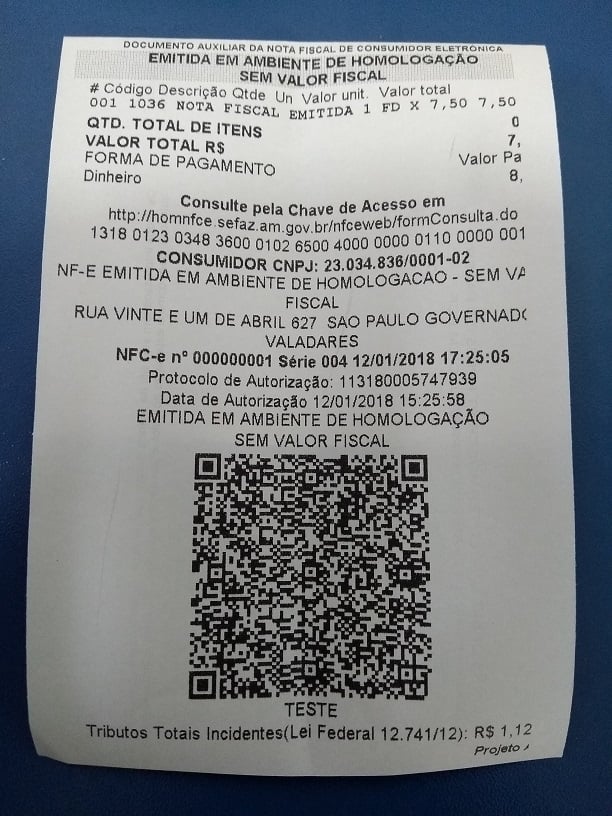 DOCUMENTO AUXILIAR DA NOTA FISCAL DE CONSUMIDOR ELETRÔNICA
EMITIDA EM AMBIENTE DE HOMOLOGAÇÃO
SEM VALOR FISCAL
# Código Descrição Qtde Un Valor unit. Valor total
001 1036 NOTA FISCAL EMITIDA 1 FD X 7,50 7,50
QTD. TOTAL DE ITENS 0
VALOR TOTAL R$ 7,
FORMA DE PAGAMENTO Valor Pa
Dinheiro 8,
Consulte pela Chave de Acesso em
http://homnfce.sefaz.am.gov.br/nfceweb/formConsulta.do
1318 0123 0348 3600 0102 6500 4000 0000 0110 0000 001
CONSUMIDOR CNPJ: 23.034.836/0001-02
NF-E EMITIDA EM AMBIENTE DE HOMOLOGACAO - SEM VA
FISCAL
RUA VINTE E UM DE ABRIL 627 SAO PAULO GOVERNADO
VALADARES
NFC-e nº 000000001 Série 004 12/01/2018 17:25:05
Protocolo de Autorização: 113180005747939
Data de Autorização 12/01/2018 15:25:58
EMITIDA EM AMBIENTE DE HOMOLOGAÇÃO
SEM VALOR FISCAL
TESTE
Tributos Totais Incidentes(Lei Federal 12.741/12): R$ 1,12
Projeto